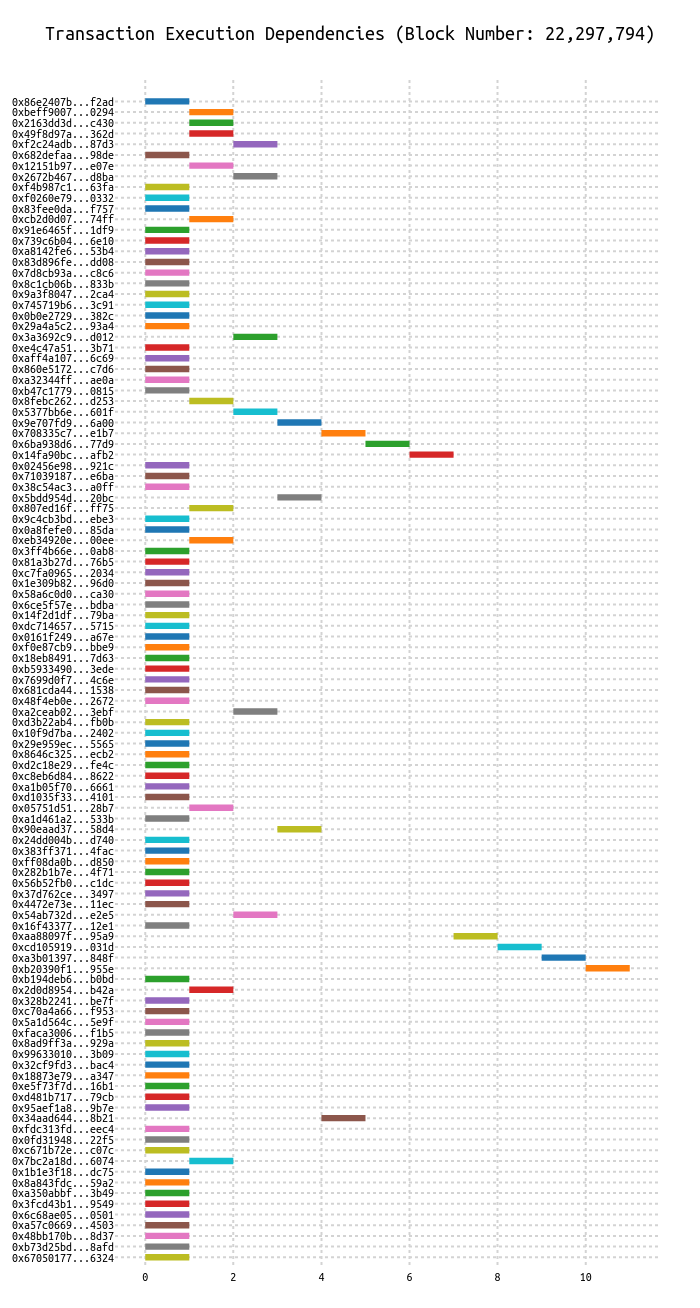 Transaction Execution Dependencies (Block Number: 22,297,794)
0x86e2407b...f2ad
0xbeff9007...0294
0x2163dd3d...c430
0x49f8d97a...362d
0xf2c24adb...87d3
0x682defaa...98de
0x12151b97...e07e
0x2672b467...d8ba
0xf4b987c1...63fa
0xf0260e79...0332
0x83fee0da...f757
0xcb2d0d07...74ff
0x91e6465f...1df9
0x739c6b04...6e10
0xa8142fe6...53b4
0x83d896fe...dd08
0x7d8cb93a...c8c6
0x8c1cb06b...833b
0x9a3f8047...2ca4
0x745719b6...3c91
0x0b0e2729...382c
0x29a4a5c2...93a4
0x3a3692c9...d012
0xe4c47a51...3b71
0xaff4a107...6c69
0x860e5172...c7d6
0xa32344ff...ae0a
0xb47c1779...0815
0x8febc262...d253
0x5377bb6e...601f
0x9e707fd9...6a00
0x708335c7...e1b7
0x6ba938d6...77d9
0x14fa90bc...afb2
0x02456e98...921c
0x71039187...e6ba
0x38c54ac3...a0ff
0x5bdd954d...20bc
0x807ed16f...ff75
0x9c4cb3bd...ebe3
0x0a8fefe0...85da
0xeb34920e...00ee
0x3ff4b66e...0ab8
0x81a3b27d...76b5
0xc7fa0965...2034
0x1e309b82...96d0
0x58a6c0d0...ca30
0x6ce5f57e...bdba
0x14f2d1df...79ba
0xdc714657...5715
0x0161f249...a67e
0xf0e87cb9...bbe9
0x18eb8491...7d63
0xb5933490...3ede
0x7699d0f7...4c6e
0x681cda44...1538
0x48f4eb0e...2672
0xa2ceab02...3ebf
0xd3b22ab4...fb0b
0x10f9d7ba...2402
0x29e959ec...5565
0x8646c325...ecb2
0xd2c18e29...fe4c
0xc8eb6d84...8622
0xa1b05f70...6661
0xd1035f33...4101
0x05751d51...28b7
0xa1d461a2...533b
0x90eaad37...58d4
0x24dd004b...d740
0x383ff371...4fac
0xff08da0b...d850
0x282b1b7e...4f71
0x56b52fb0...c1dc
0x37d762ce...3497
0x4472e73e...11ec
0x54ab732d...e2e5
0x16f43377...12e1
0xaa88097f...95a9
0xcd105919...031d
0xa3b01397...848f
0xb20390f1...955e
0xb194deb6...b0bd
0x2d0d8954...b42a
0x328b2241...be7f
0xc70a4a66...f953
0x5a1d564c...5e9f
0xfaca3006...f1b5
0x8ad9ff3a...929a
0x99633010...3b09
0x32cf9fd3...bac4
0x18873e79...a347
0xe5f73f7d...16b1
0xd481b717...79cb
0x95aef1a8...9b7e
0x34aad644...8b21
0xfdc313fd...eec4
0x0fd31948...22f5
0xc671b72e...c07c
0x7bc2a18d...6074
0x1b1e3f18...dc75
0x8a843fdc...59a2
0xa350abbf...3b49
0x3fcd43b1...9549
0x6c68ae05...0501
0xa57c0669...4503
0x48bb170b...8d37
0xb73d25bd...8afd
0x67050177...6324
0 2 4 6 8 10